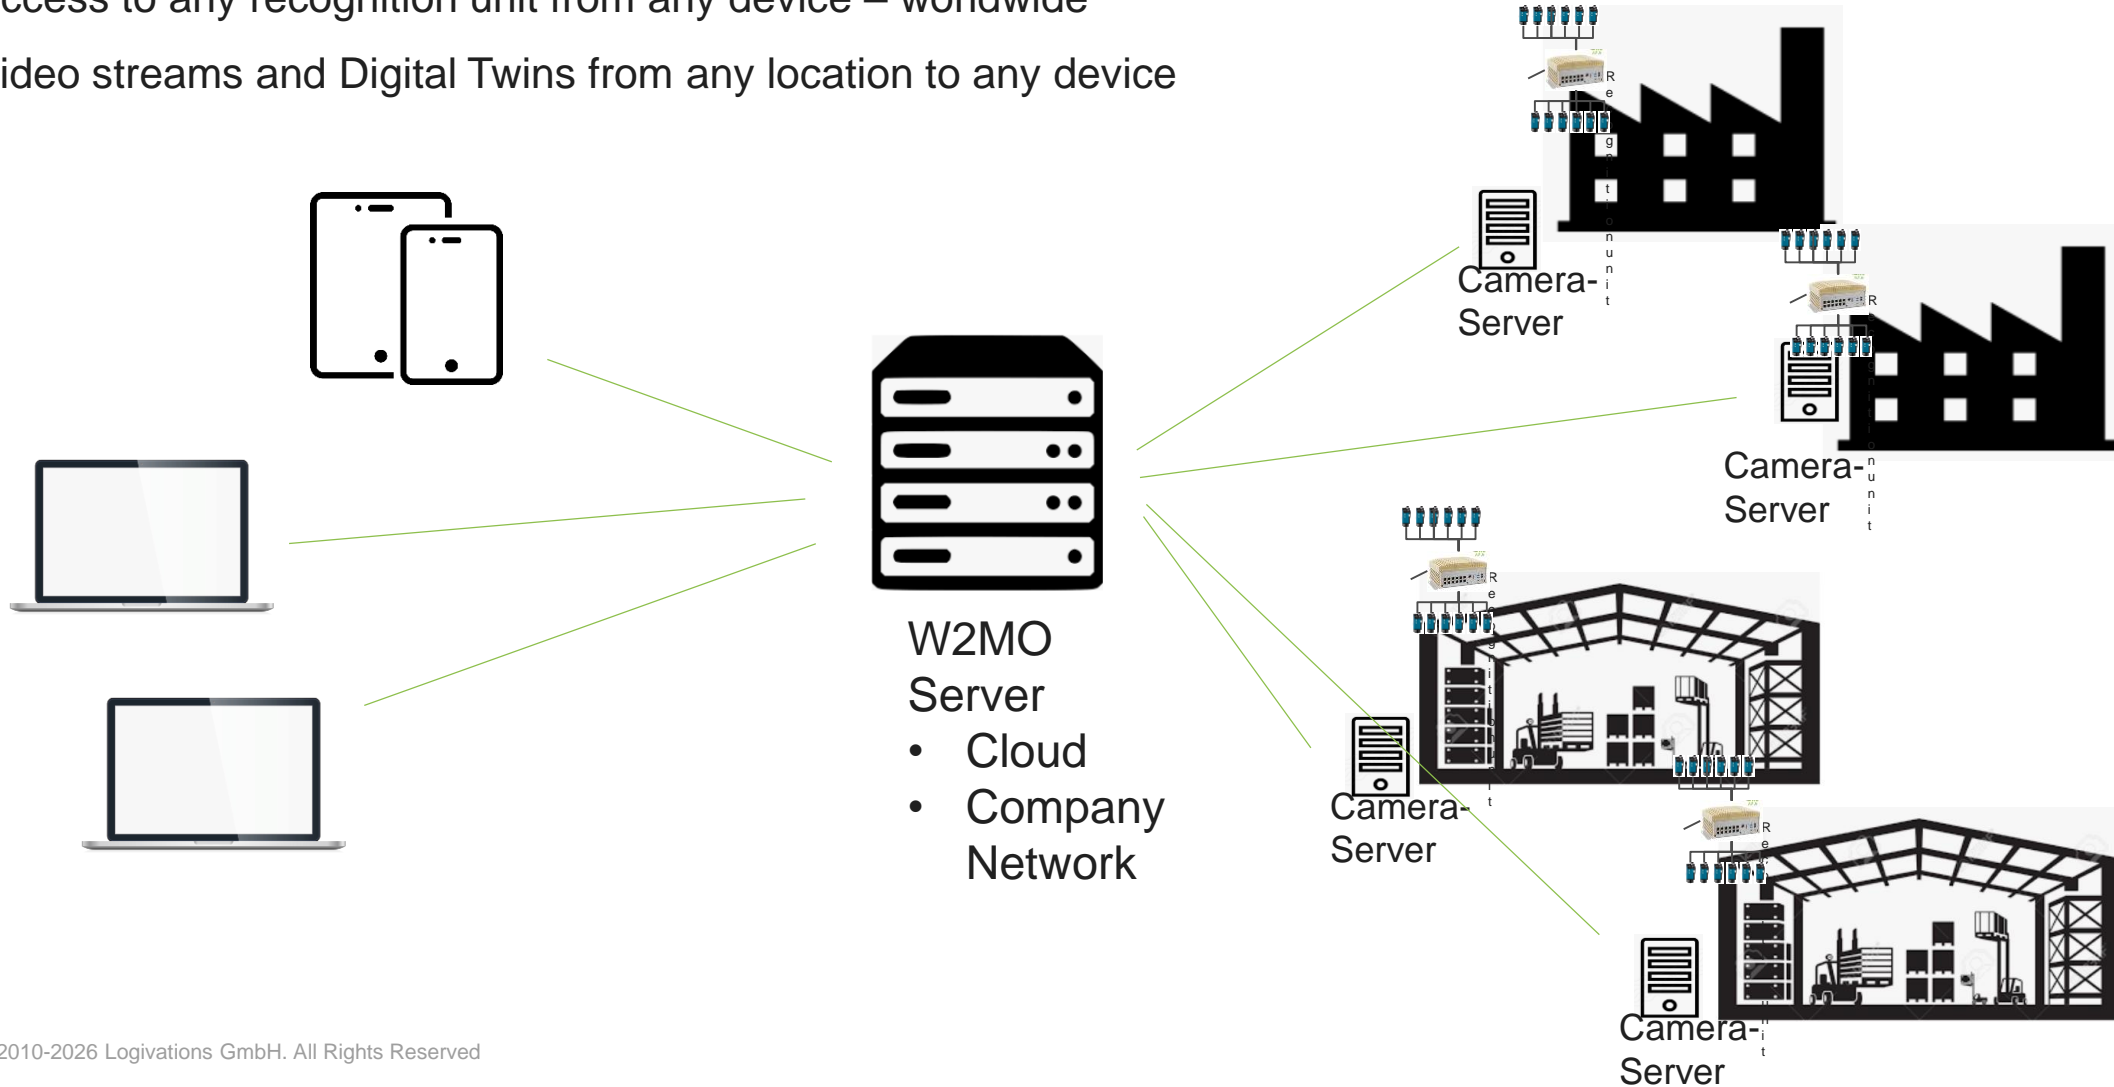 ccess to any recognition unit from any device – worldwide
ideo streams and Digital Twins from any location to any device
Camera-
Server
Camera-
Server
W2MO
Server
• Cloud
• Company
Network
Camera-
Server
Camera-
Server
2010-2026 Logivations GmbH. All Rights Reserved